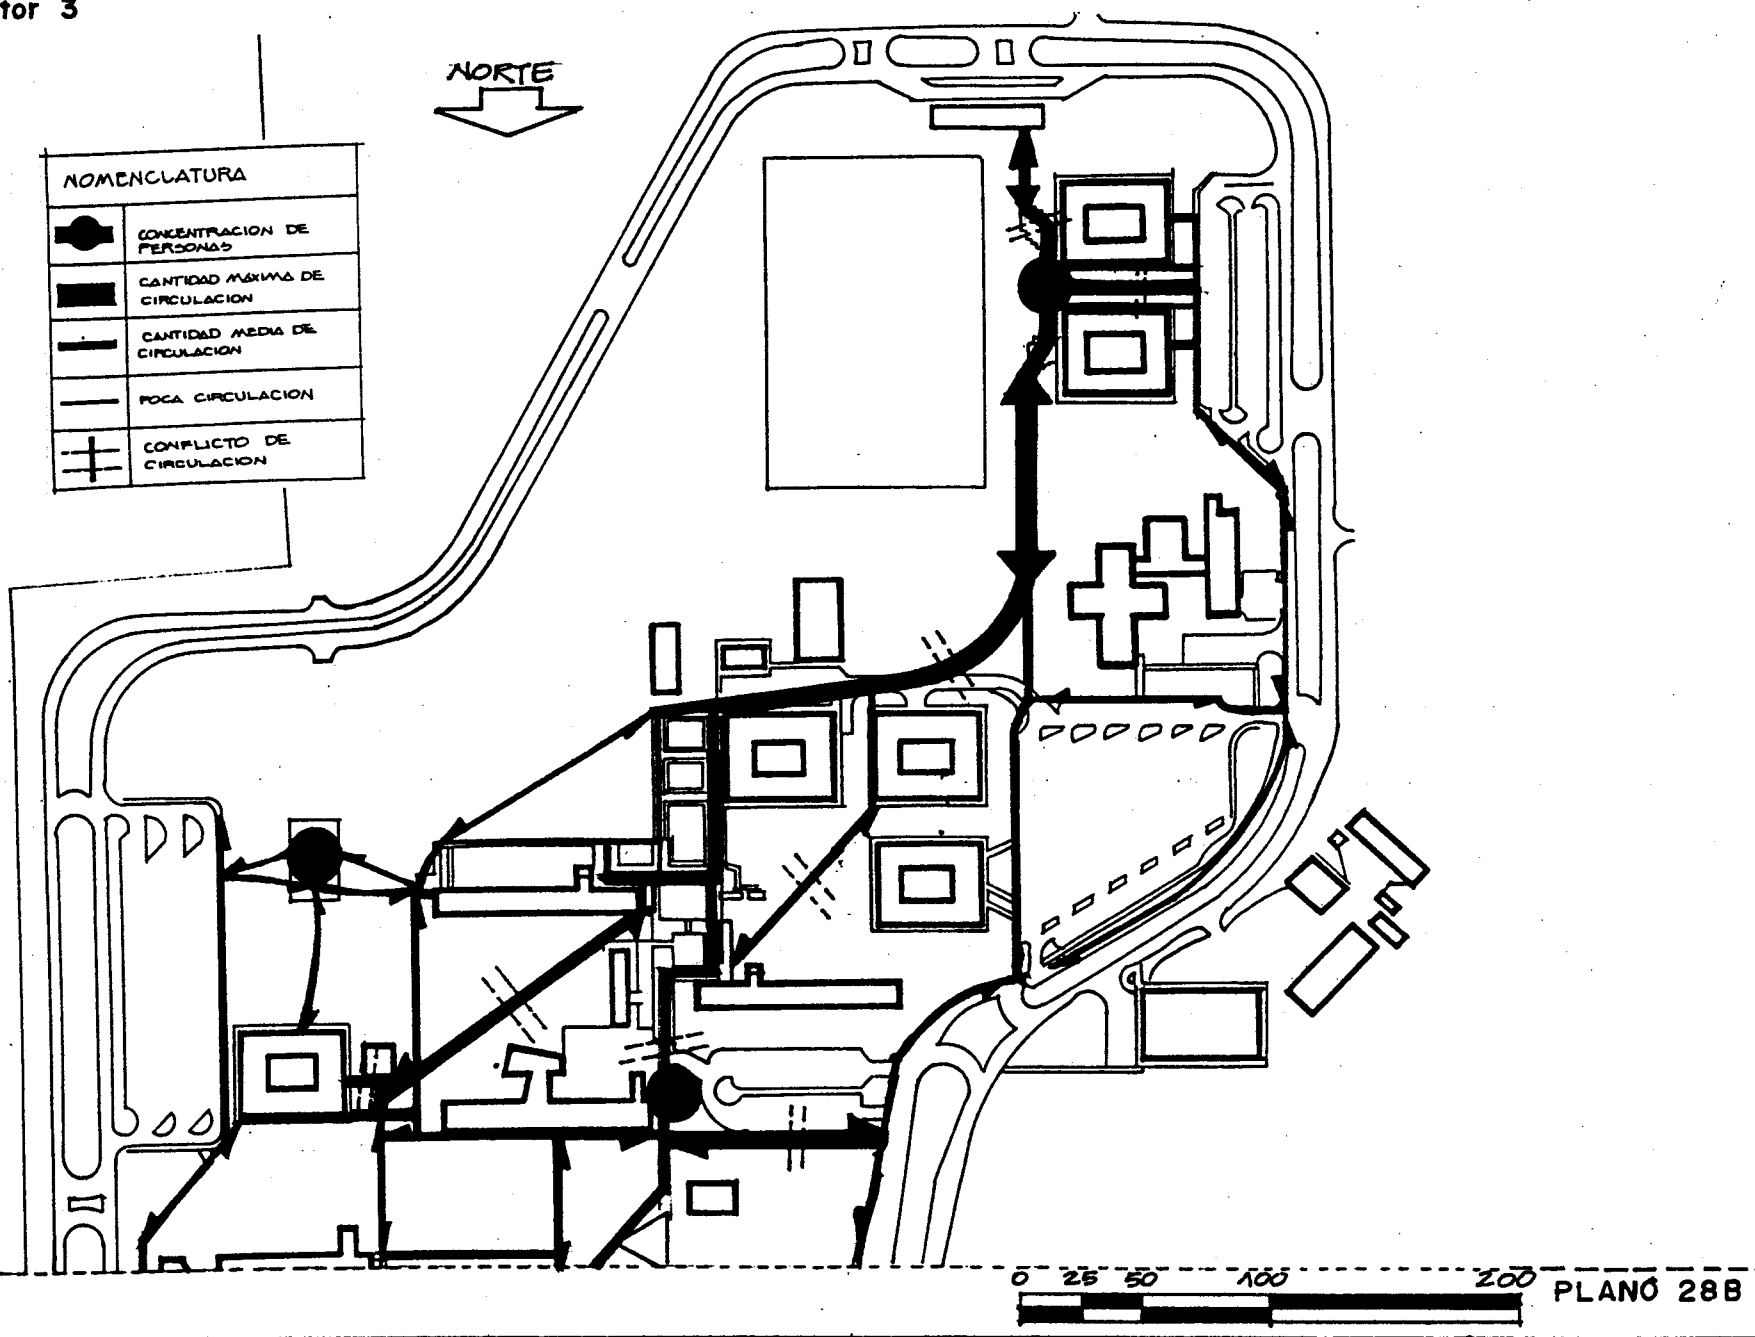 tor 3
NORTE
NOMENCLATURA
CONCENTRACION DE
PERSONAS
CANTIDAD MAXIMA DE
CIRCULACION
CANTIDAD MEDIA DE
CIRCULACION
POCA CIRCULACION
CONFLICTO DE
CIRCULACION
0 25 50 100 200
PLANO 28B